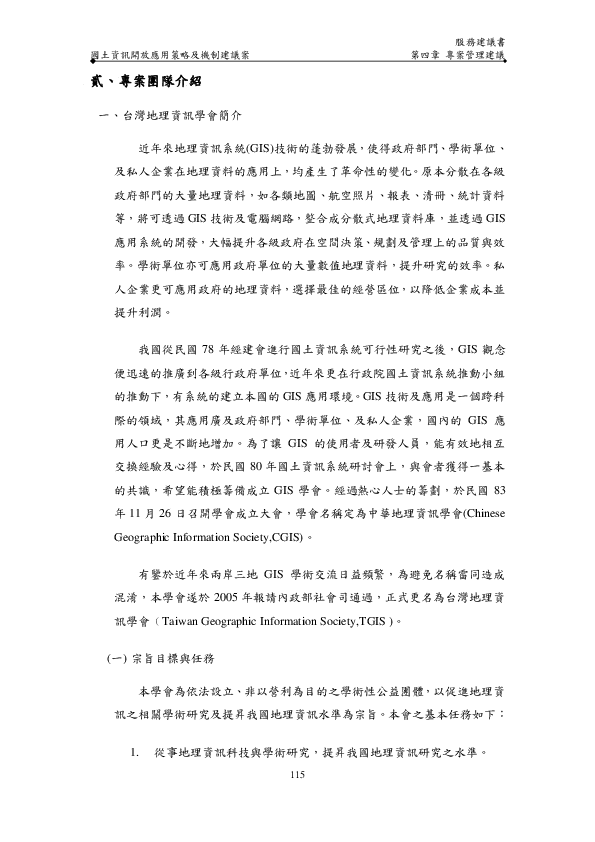 服務建議書
國土資訊開放應用策略及機制建議案
第四章 專案管理建議
貳、專案團隊介紹
一、台灣地理資訊學會簡介
近年來地理資訊系統(GIS)技術的蓬勃發展，使得政府部門、學術單位、
及私人企業在地理資料的應用上，均產生了革命性的變化。原本分散在各級
政府部門的大量地理資料，如各類地圖、航空照片、報表、清冊、統計資料
等，將可透過 GIS 技術及電腦網路，整合成分散式地理資料庫，並透過 GIS
應用系統的開發，大幅提升各級政府在空間決策、規劃及管理上的品質與效
率。學術單位亦可應用政府單位的大量數值地理資料，提升研究的效率。私
人企業更可應用政府的地理資料，選擇最佳的經營區位，以降低企業成本並
提升利潤。
我國從民國 78 年經建會進行國土資訊系統可行性研究之後，GIS 觀念
便迅速的推廣到各級行政單位，近年來更在行政院國土資訊系統推動小組
的推動下，有系統的建立本國的 GIS 應用環境。GIS 技術及應用是一個跨科
際的領域，其應用廣及政府部門、學術單位、及私人企業，國內的 GIS 應
用人口更是不斷地增加。為了讓 GIS 的使用者及研發人員，能有效地相互
交換經驗及心得，於民國 80 年國土資訊系統研討會上，與會者獲得一基本
的共識，希望能積極籌備成立 GIS 學會。經過熱心人士的籌劃，於民國 83
年 11 月 26 日召開學會成立大會，學會名稱定為中華地理資訊學會(Chinese
Geographic Information Society,CGIS)。
有鑒於近年來兩岸三地 GIS 學術交流日益頻繁，為避免名稱雷同造成
混淆，本學會遂於 2005 年報請內政部社會司通過，正式更名為台灣地理資
訊學會（Taiwan Geographic Information Society,TGIS )。
(一) 宗旨目標與任務
本學會為依法設立、非以營利為目的之學術性公益團體，以促進地理資
訊之相關學術研究及提昇我國地理資訊水準為宗旨。本會之基本任務如下：
1. 從事地理資訊科技與學術研究，提昇我國地理資訊研究之水準。
115